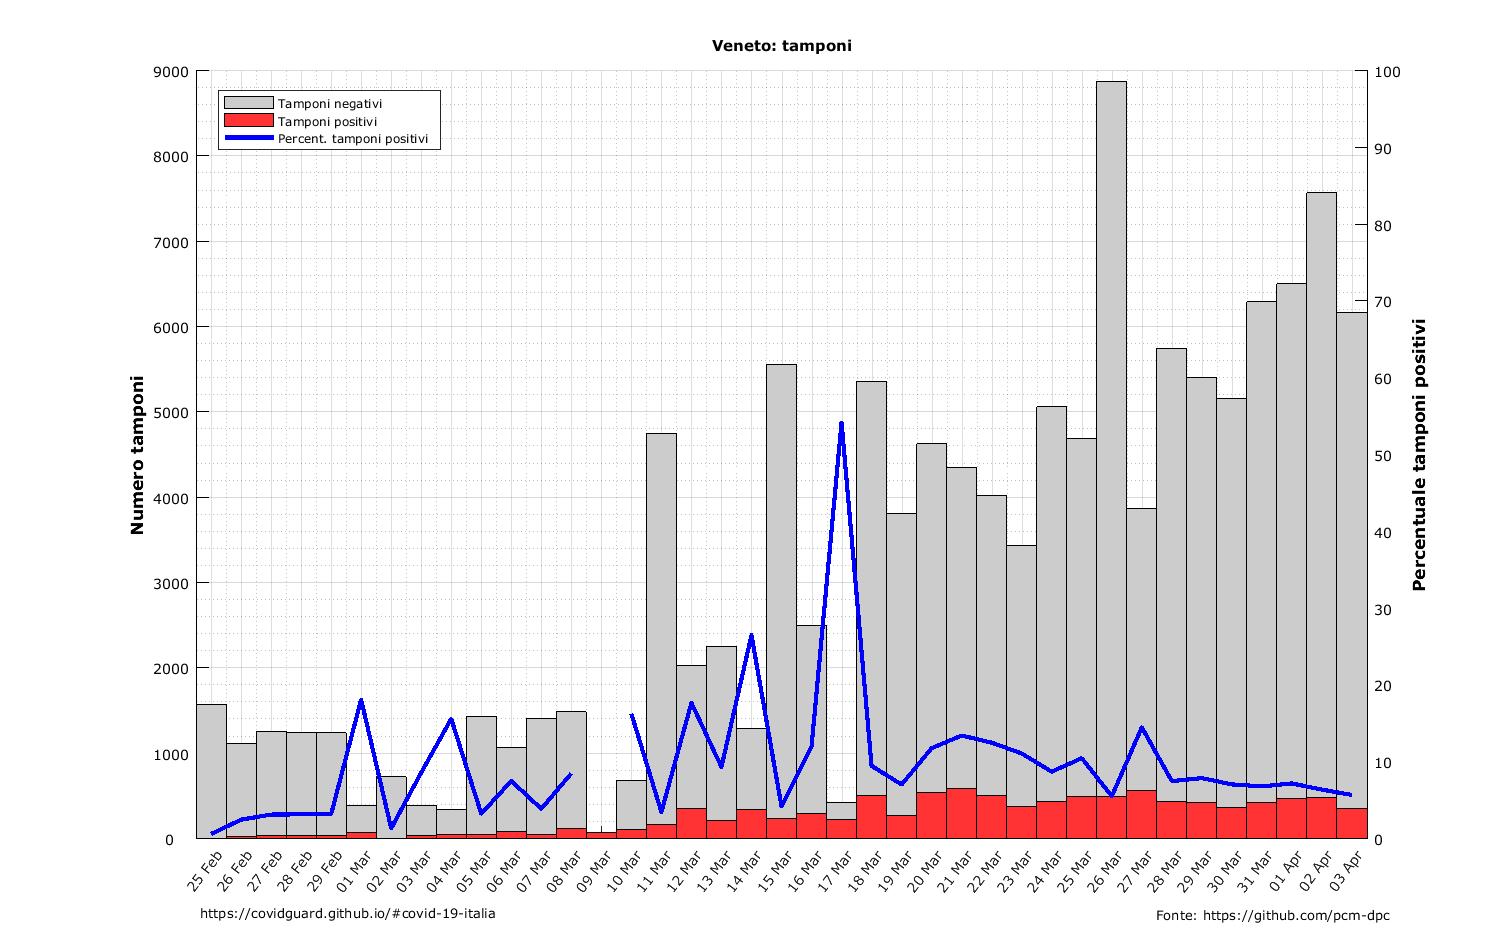 Veneto: tamponi
9000
8000
7000
6000
5000
4000
3000
2000
1000
0
Numero tamponi
Tamponi negativi
Tamponi positivi
Percent. tamponi positivi
100
90
80
70
60
50
40
30
20
10
0
Percentuale tamponi positivi
25 Feb
26 Feb
27 Feb
28 Feb
29 Feb
01 Mar
02 Mar
03 Mar
04 Mar
05 Mar
06 Mar
07 Mar
08 Mar
09 Mar
10 Mar
11 Mar
12 Mar
13 Mar
14 Mar
15 Mar
16 Mar
17 Mar
18 Mar
19 Mar
20 Mar
21 Mar
22 Mar
23 Mar
24 Mar
25 Mar
26 Mar
27 Mar
28 Mar
29 Mar
30 Mar
31 Mar
01 Apr
02 Apr
03 Apr
https://covidguard.github.io/#covid-19-italia
Fonte: https://github.com/pcm-dpc